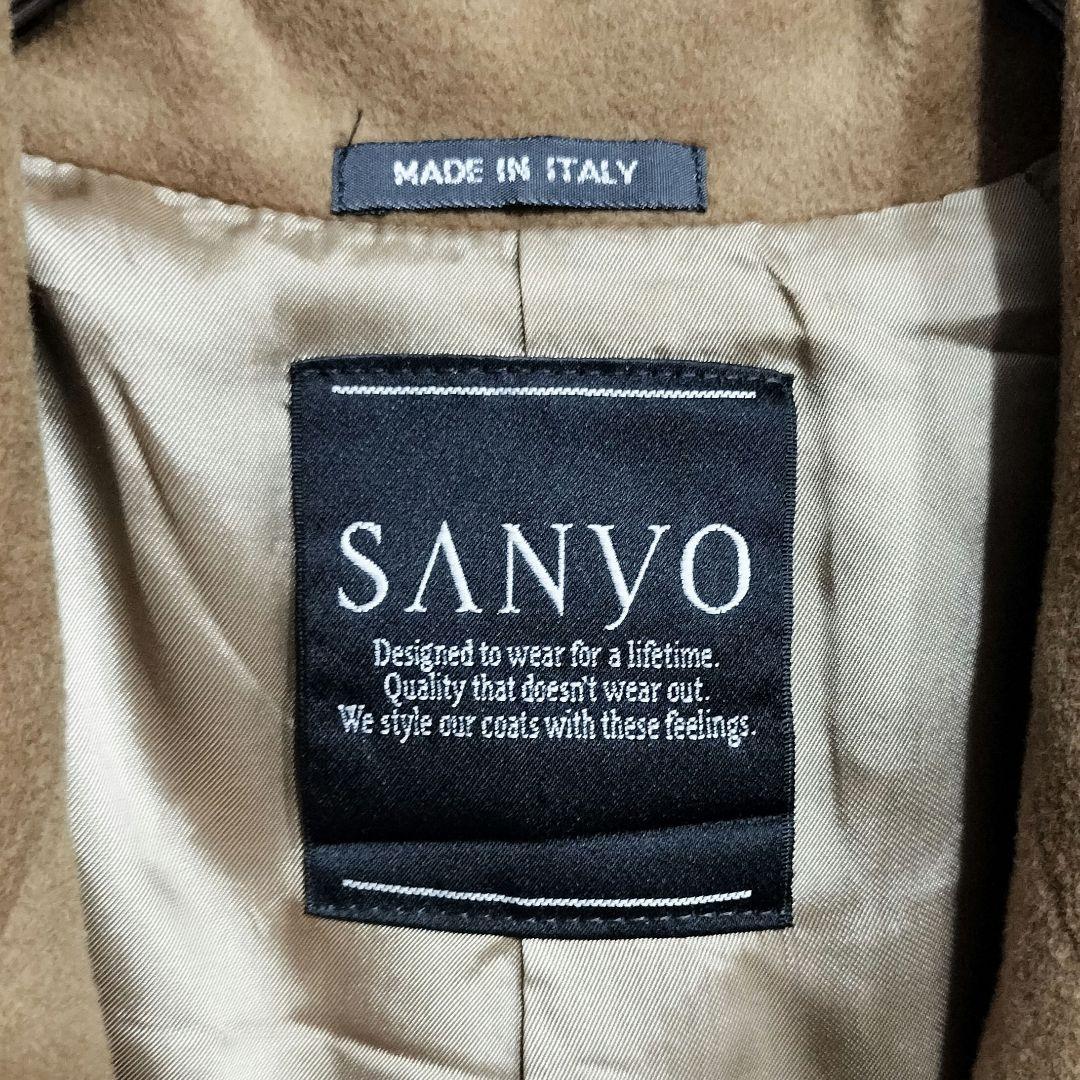 MADE IN ITALY
SANYO
Designed to wear for a lifetime.
Quality that doesn't wear out.
We style our coats with these feelings.